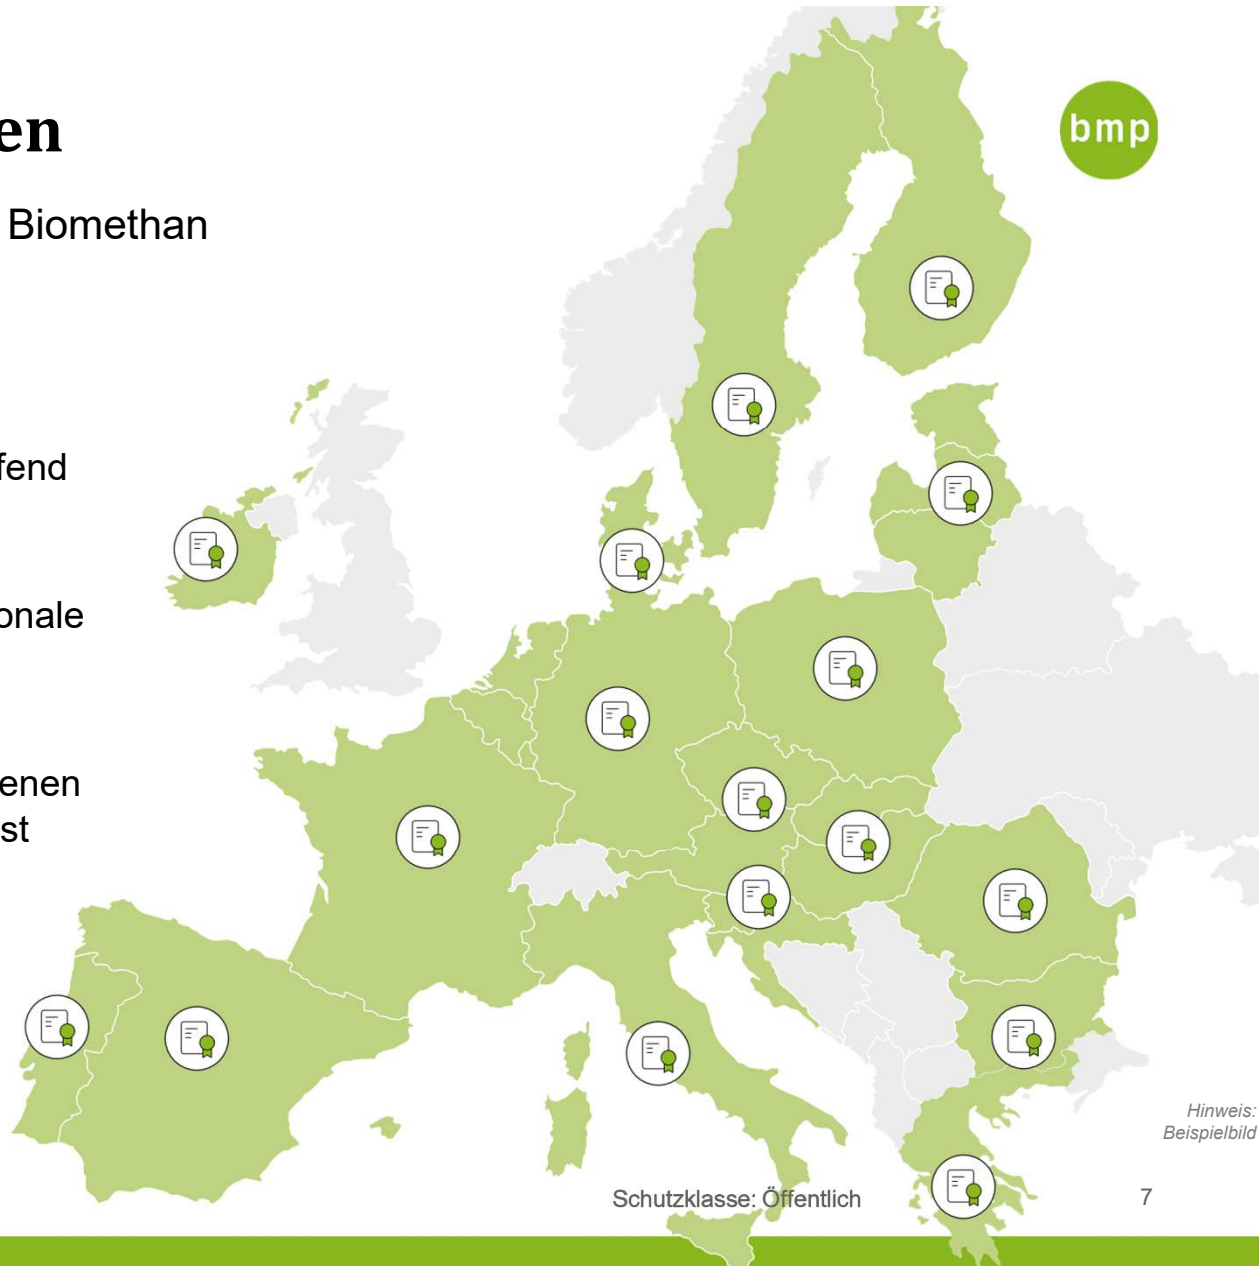 en
bmp
Biomethan
fend
onale
enen
st
Hinweis:
Beispielbild
Schutzklasse: Öffentlich
7